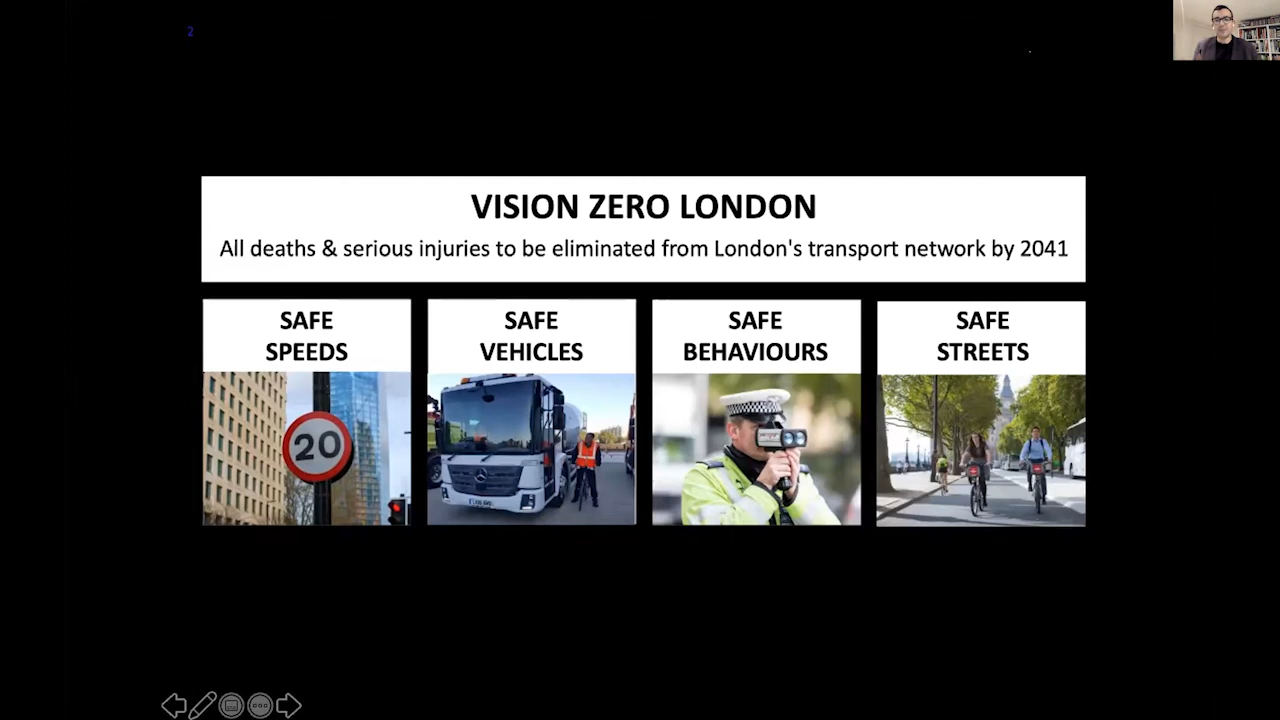 2
VISION ZERO LONDON
All deaths & serious injuries to be eliminated from London's transport network by 2041
SAFE
SPEEDS
SAFE
VEHICLES
SAFE
BEHAVIOURS
SAFE
STREETS
20